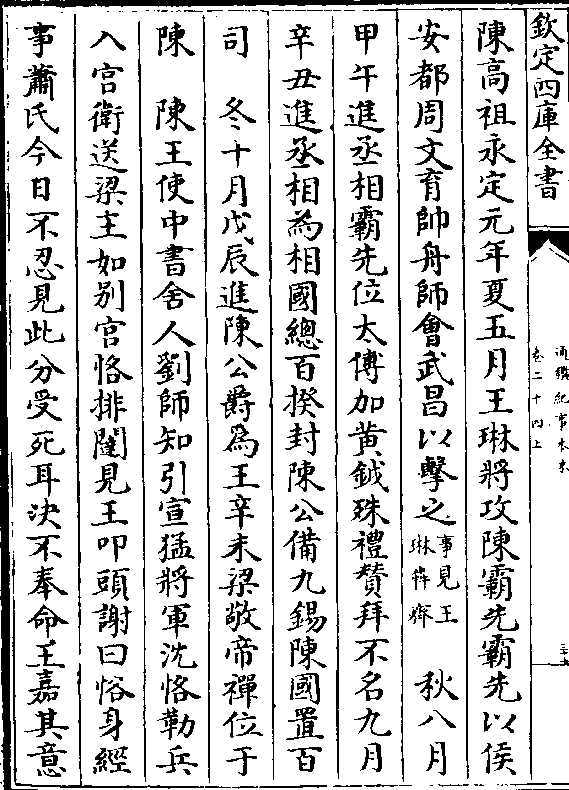 欽定四庫全書
通鑑紀事本末
卷二十四上
陳高祖永定元年夏五月王琳將攻陳霸先霸先以侯
安都周文育帥舟師會武昌以擊之事見王琳奔齊 秋八月
甲午進丞相霸先位太傅加黄鉞殊禮贊拜不名九月
辛丑進丞相為相國總百揆封陳公備九錫陳國置百
司 冬十月戊辰進陳公爵為王辛未梁敬帝禪位于
陳 陳王使中書舍人劉師知引宣猛將軍沈恪勒兵
入宫衛送梁主如别宫恪排闥見王叩頭謝曰恪身經
事蕭氏今日不忍見此分受死耳決不奉命王嘉其意